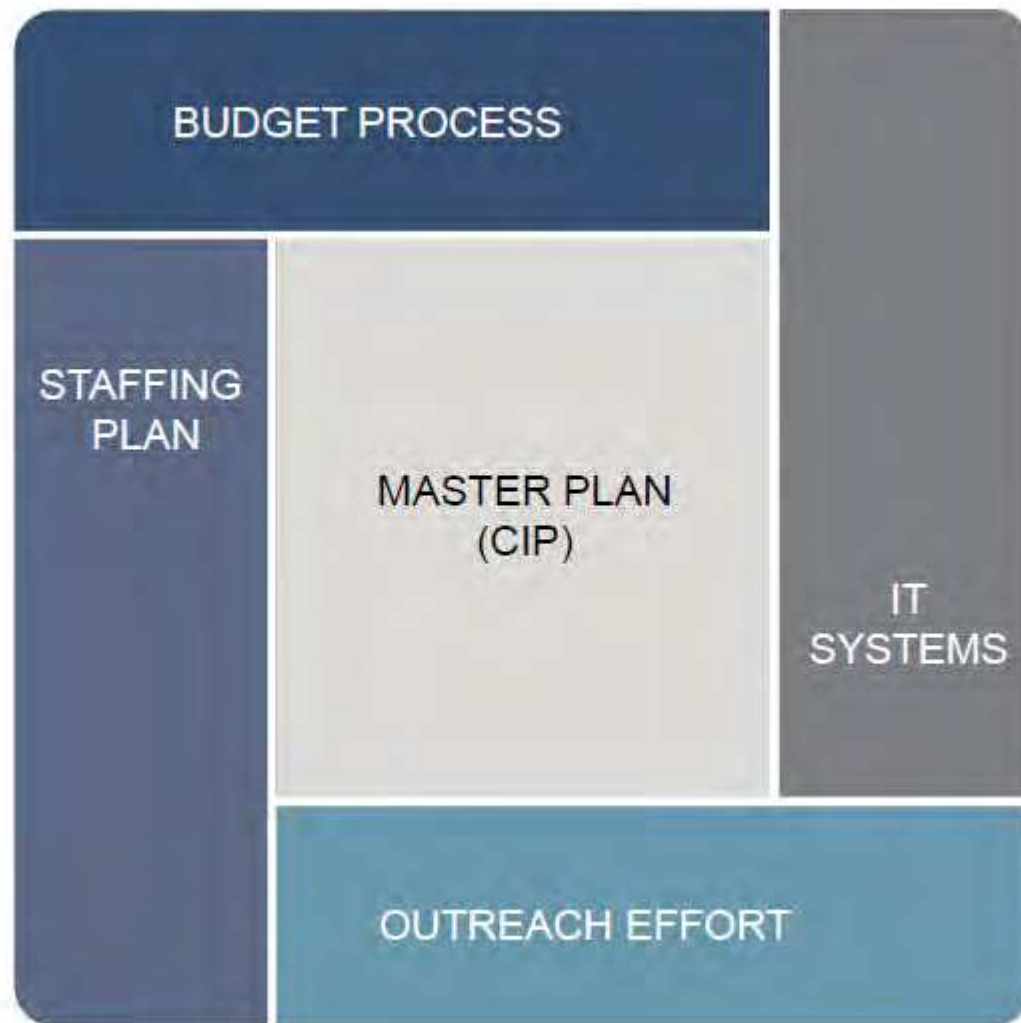 BUDGET PROCESS
STAFFING
PLAN
MASTER PLAN
(CIP)
IT
SYSTEMS
OUTREACH EFFORT